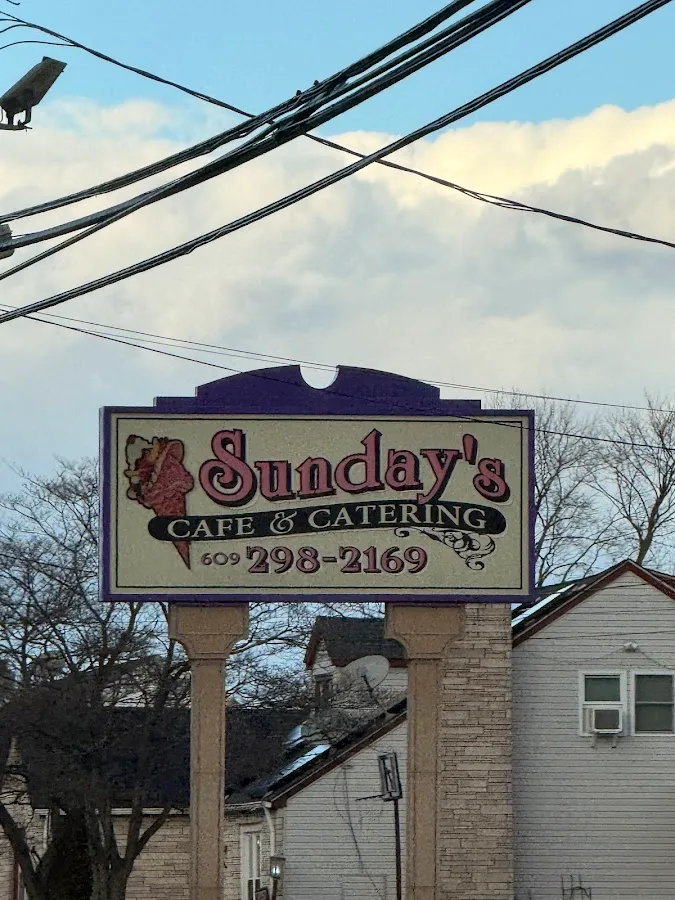 Sunday's
CAFE & CATERING
609 298-2169